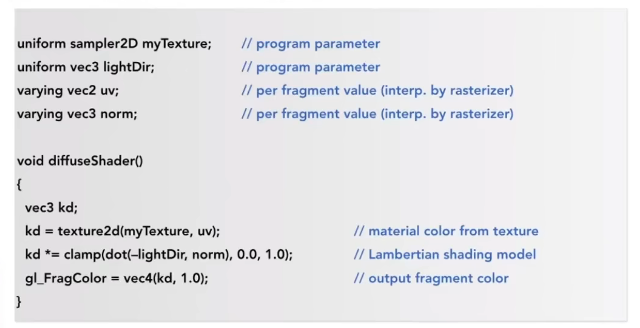 uniform sampler2D myTexture; // program parameter
uniform vec3 lightDir; // program parameter
varying vec2 uv; // per fragment value (interp. by rasterizer)
varying vec3 norm; // per fragment value (interp. by rasterizer)
void diffuseShader()
{
vec3 kd;
kd = texture2d(myTexture, uv); // material color from texture
kd *= clamp(dot(–lightDir, norm), 0.0, 1.0); // Lambertian shading model
gl_FragColor = vec4(kd, 1.0); // output fragment color
}